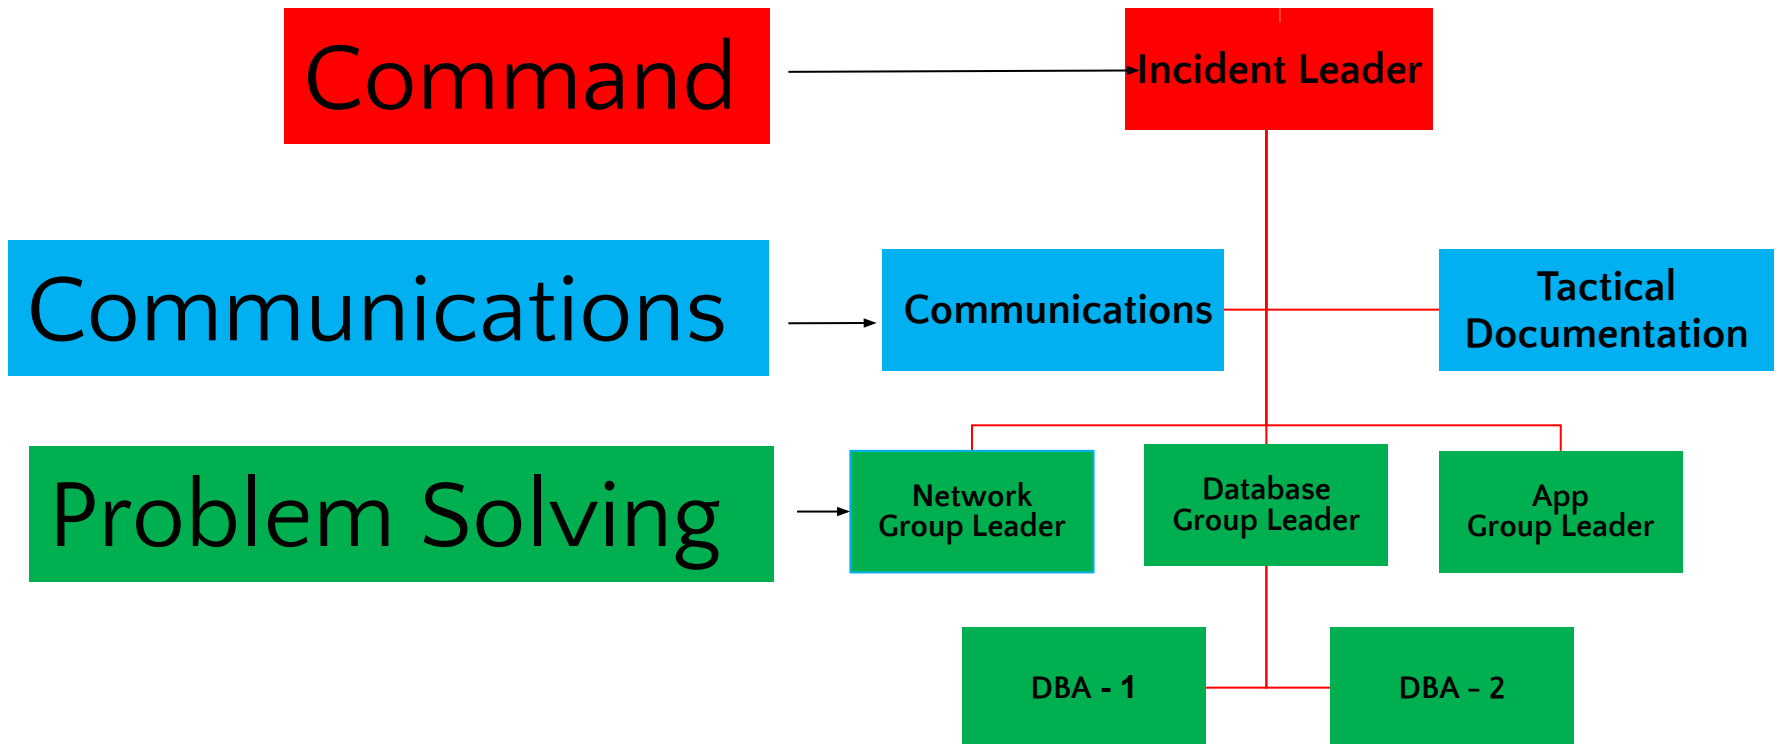 Command
Incident Leader
Communications
Communications
Tactical
Documentation
Problem Solving
Network
Group Leader
Database
Group Leader
App
Group Leader
DBA - 1
DBA - 2